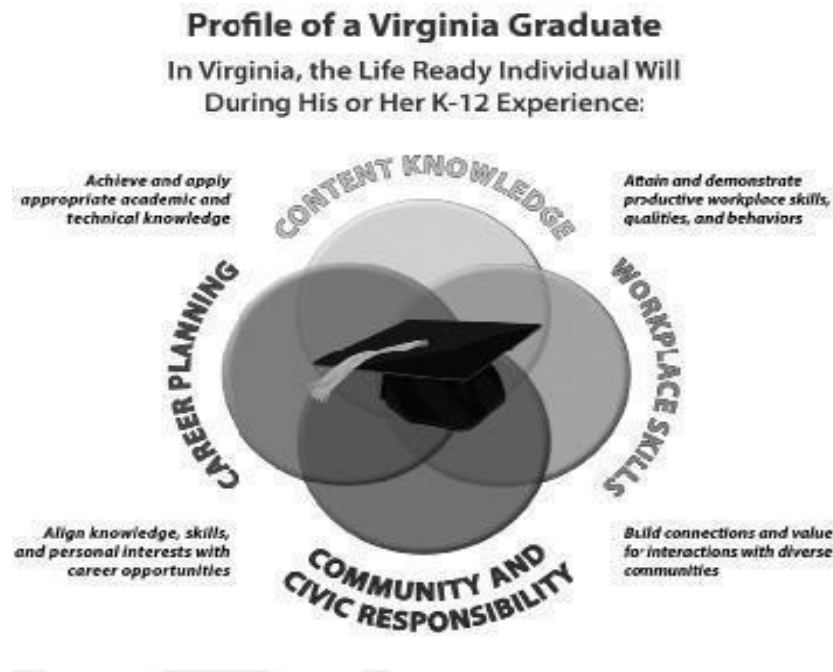 Profile of a Virginia Graduate
In Virginia, the Life Ready Individual Will
During His or Her K-12 Experience:
Achieve and apply
appropriate academic and
technical knowledge
CONTENT KNOWLEDGE
Attain and demonstrate
productive workplace skills,
qualities, and behaviors
CAREER PLANNING
WORKPLACE SKILLS
Align knowledge, skills,
and personal interests with
career opportunities
COMMUNITY AND
CIVIC RESPONSIBILITY
Build connections and value
for interactions with diverse
communities